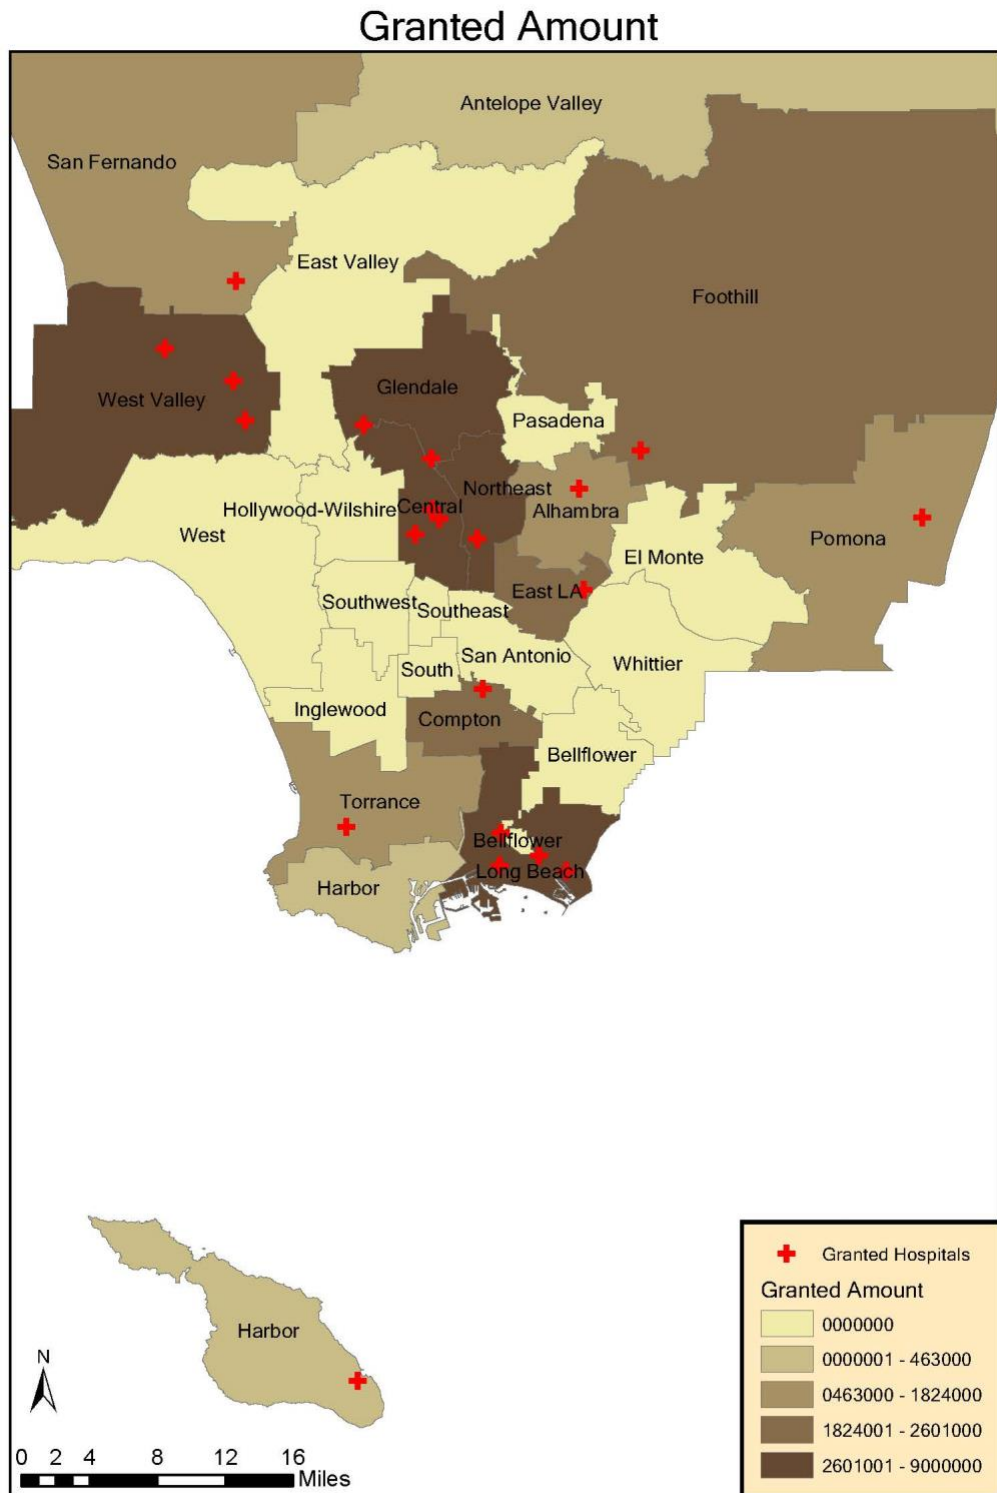 Granted Amount
Antelope Valley
San Fernando
East Valley
Foothill
Glendale
West Valley
Pasadena
Northeast
Hollywood-Wilshire
Central
Alhambra
West
Pomona
El Monte
East LA
Southwest
Southeast
San Antonio
Whittier
South
Inglewood
Compton
Bellflower
Torrance
Bellflower
Long Beach
Harbor
Harbor
N
0 2 4 8 12 16
Miles
Granted Hospitals
Granted Amount
0000000
0000001 - 463000
0463000 - 1824000
1824001 - 2601000
2601001 - 9000000